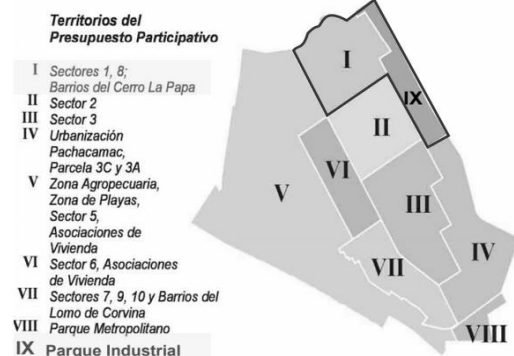 Territorios del
Presupuesto Participativo
I Sectores 1, 8;
Barrios del Cerro La Papa
II Sector 2
III Sector 3
IV Urbanización
Pachacamac,
Parcela 3C y 3A
V Zona Agropecuaria,
Zona de Playas,
Sector 5,
Asociaciones de
Vivienda
VI Sector 6, Asociaciones
de Vivienda
VII Sectores 7, 9, 10 y Barrios del
Lomo de Corvina
VIII Parque Metropolitano
IX Parque Industrial
I
IX
II
VI
V
III
IV
VII
VIII